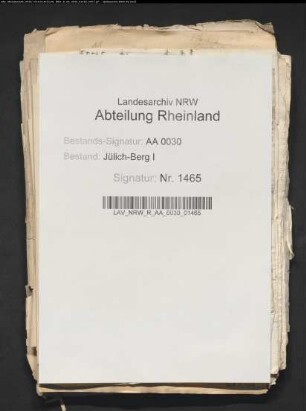 Landesarchiv NRW
Abteilung Rheinland
Bestands-Signatur: AA 0030
Bestand: Jülich-Berg I
Signatur: Nr. 1465
LAV_NRW_R_AA_0030_01465